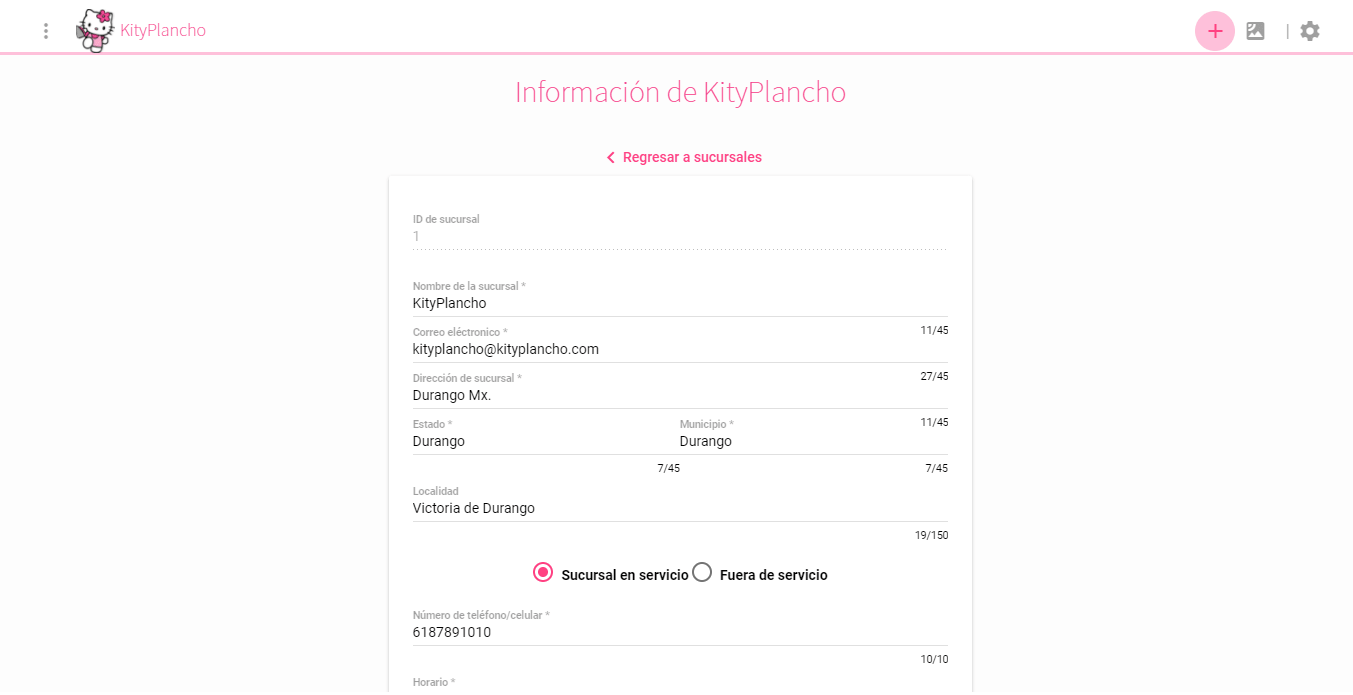 KityPlancho
Información de KityPlancho
Regresar a sucursales
ID de sucursal
1
Nombre de la sucursal *
KityPlancho
11/45
Correo eléctronico *
kityplancho@kityplancho.com
27/45
Dirección de sucursal *
Durango Mx.
11/45
Estado * Municipio *
Durango Durango
7/45 7/45
Localidad
Victoria de Durango
19/150
Sucursal en servicio Fuera de servicio
Número de teléfono/celular *
6187891010
10/10
Horario *